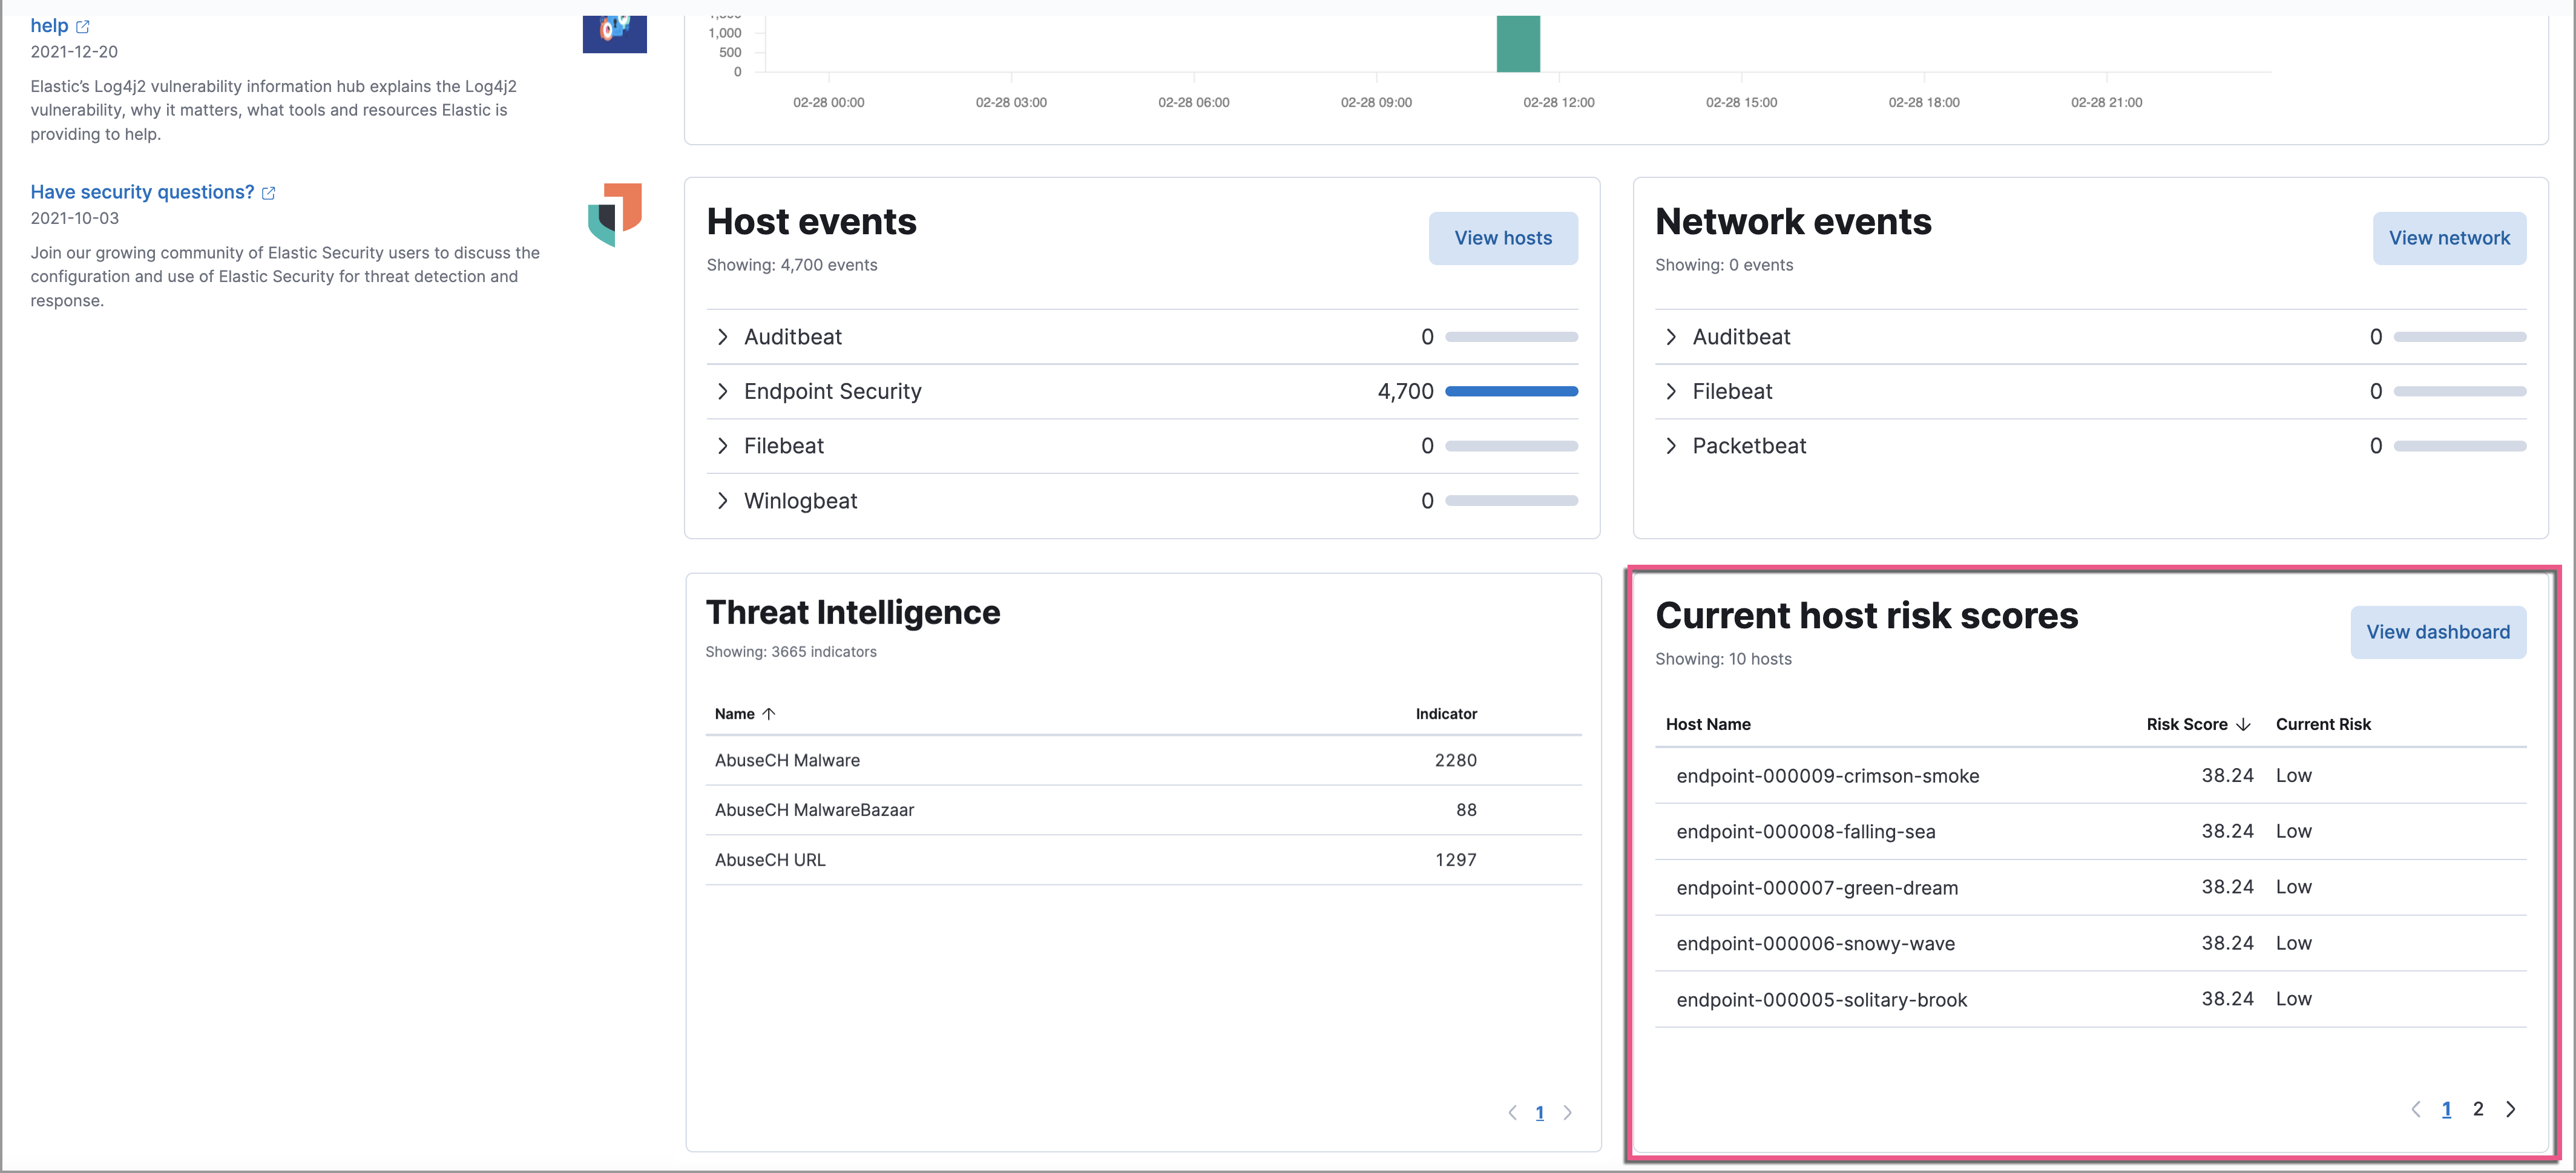 help
2021-12-20
Elastic's Log4j2 vulnerability information hub explains the Log4j2
vulnerability, why it matters, what tools and resources Elastic is
providing to help.
Have security questions?
2021-10-03
Join our growing community of Elastic Security users to discuss the
configuration and use of Elastic Security for threat detection and
response.
1,000
500
0
02-28 00:00 02-28 03:00 02-28 06:00 02-28 09:00 02-28 12:00 02-28 15:00 02-28 18:00 02-28 21:00
Host events
View hosts
Showing: 4,700 events
Auditbeat 0
Endpoint Security 4,700
Filebeat 0
Winlogbeat 0
Network events
View network
Showing: 0 events
Auditbeat 0
Filebeat 0
Packetbeat 0
Threat Intelligence
Showing: 3665 indicators
Name Indicator
AbuseCH Malware 2280
AbuseCH MalwareBazaar 88
AbuseCH URL 1297
1
Current host risk scores
View dashboard
Showing: 10 hosts
Host Name Risk Score Current Risk
endpoint-000009-crimson-smoke 38.24 Low
endpoint-000008-falling-sea 38.24 Low
endpoint-000007-green-dream 38.24 Low
endpoint-000006-snowy-wave 38.24 Low
endpoint-000005-solitary-brook 38.24 Low
1 2